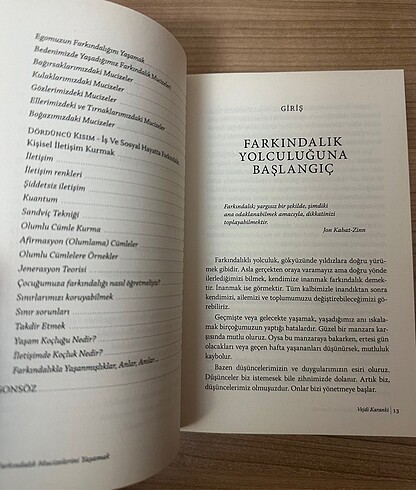 Egomuzun Farkındalığını Yaşamak
Bedenimizde Yaşadığımız Farkındalık Mucizeleri
Bağırsaklarımızdaki Mucizeler
Kulaklarımızdaki Mucizeler
Gözlerimizdeki Mucizeler
Ellerimizdeki ve Tırnaklarımızdaki Mucizeler
Boğazımızdaki Mucizeler
DÖRDÜNCÜ KISIM - İş Ve Sosyal Hayatta Farkındalık
Kişisel İletişim Kurmak
İletişim
İletişim renkleri
Şiddetsiz iletişim
Kuantum
Sandviç Tekniği
Olumlu Cümle Kurma
Afirmasyon (Olumlama) Cümleler
Olumlu Cümlelere Örnekler
Jenerasyon Teorisi
Çocuğumuza farkındalığı nasıl öğretmeliyiz?
Sınırlarımızı koruyabilmek
Sınır sorunları
Takdir Etmek
Yaşam Koçluğu Nedir?
İletişimde Koçluk Nedir?
Farkındalıkla Yaşanmışlıklar, Anlar, Anılar
SONSÖZ
Farkındalık Mucizelerini Yaşamak
GİRİŞ
FARKINDALIK
YOLCULUĞUNA
BAŞLANGIÇ
Farkındalık; yargısız bir şekilde, şimdiki
ana odaklanabilmek amacıyla, dikkatinizi
toplayabilmektir.
Jon Kabat-Zinn
Farkındalıklı yolculuk, gökyüzünde yıldızlara doğru yürü-
mek gibidir. Asla gerçekten oraya varamayız ama doğru yönde
ilerlediğimizi bilmek, kendimize inanmak farkındalık demek-
tir. İnanmak ise görmektir. Tüm kalbimizle inandıktan sonra
kendimizi, ailemizi ve toplumumuzu değiştirebileceğimizi gö-
rebiliriz.
Geçmişte veya gelecekte yaşamak, yaşadığımız anı ıskala-
mak birçoğumuzun yaptığı hatalardır. Güzel bir manzara kar-
şısında mutlu oluruz. Oysa bu manzaraya bakarken, ertesi gün
olacakları veya geçen hafta yaşananları düşünürsek, mutluluk
kaybolur.
Bazen düşüncelerimizin ve duygularımızın esiri oluruz.
Düşünceler biz istemesek bile zihnimizde dolanır. Artık biz,
düşüncelerimiz olmuşuzdur. Onlar bizi yönetmeye başlar.
Vejdi Karanki | 13